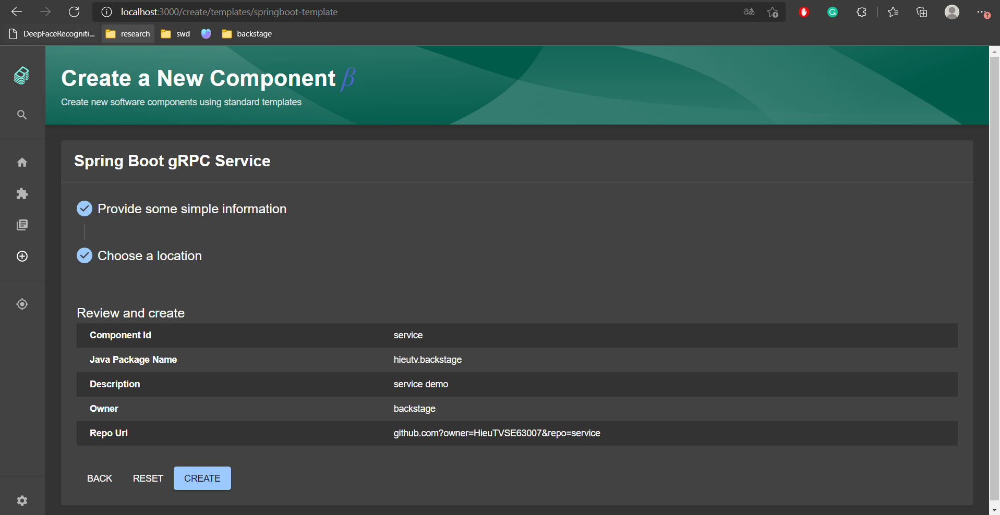 localhost:3000/create/templates/springboot-template
DeepFaceRecogniti...
research
swd
backstage
Create a New Component β
Create new software components using standard templates
Spring Boot gRPC Service
Provide some simple information
Choose a location
Review and create
Component Id service
Java Package Name hieutv.backstage
Description service demo
Owner backstage
Repo Url github.com?owner=HieuTVSE63007&repo=service
BACK RESET CREATE